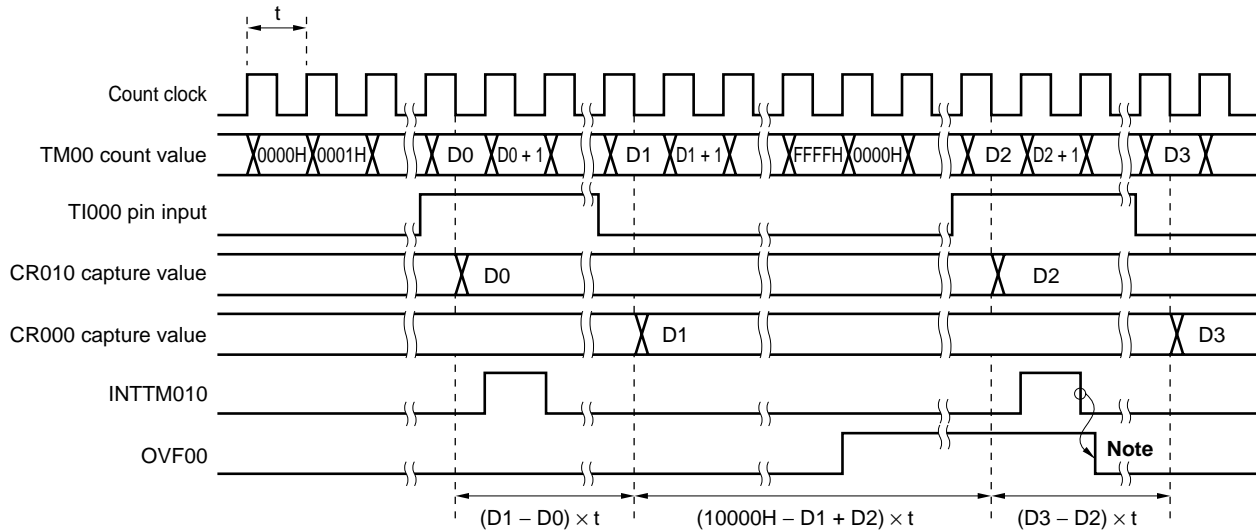 t
Count clock
TM00 count value
0000H 0001H D0 D0 + 1 D1 D1 + 1 FFFFH 0000H D2 D2 + 1 D3
TI000 pin input
CR010 capture value
D0 D2
CR000 capture value
D1 D3
INTTM010
OVF00
Note
(D1 − D0) × t (10000H − D1 + D2) × t (D3 − D2) × t